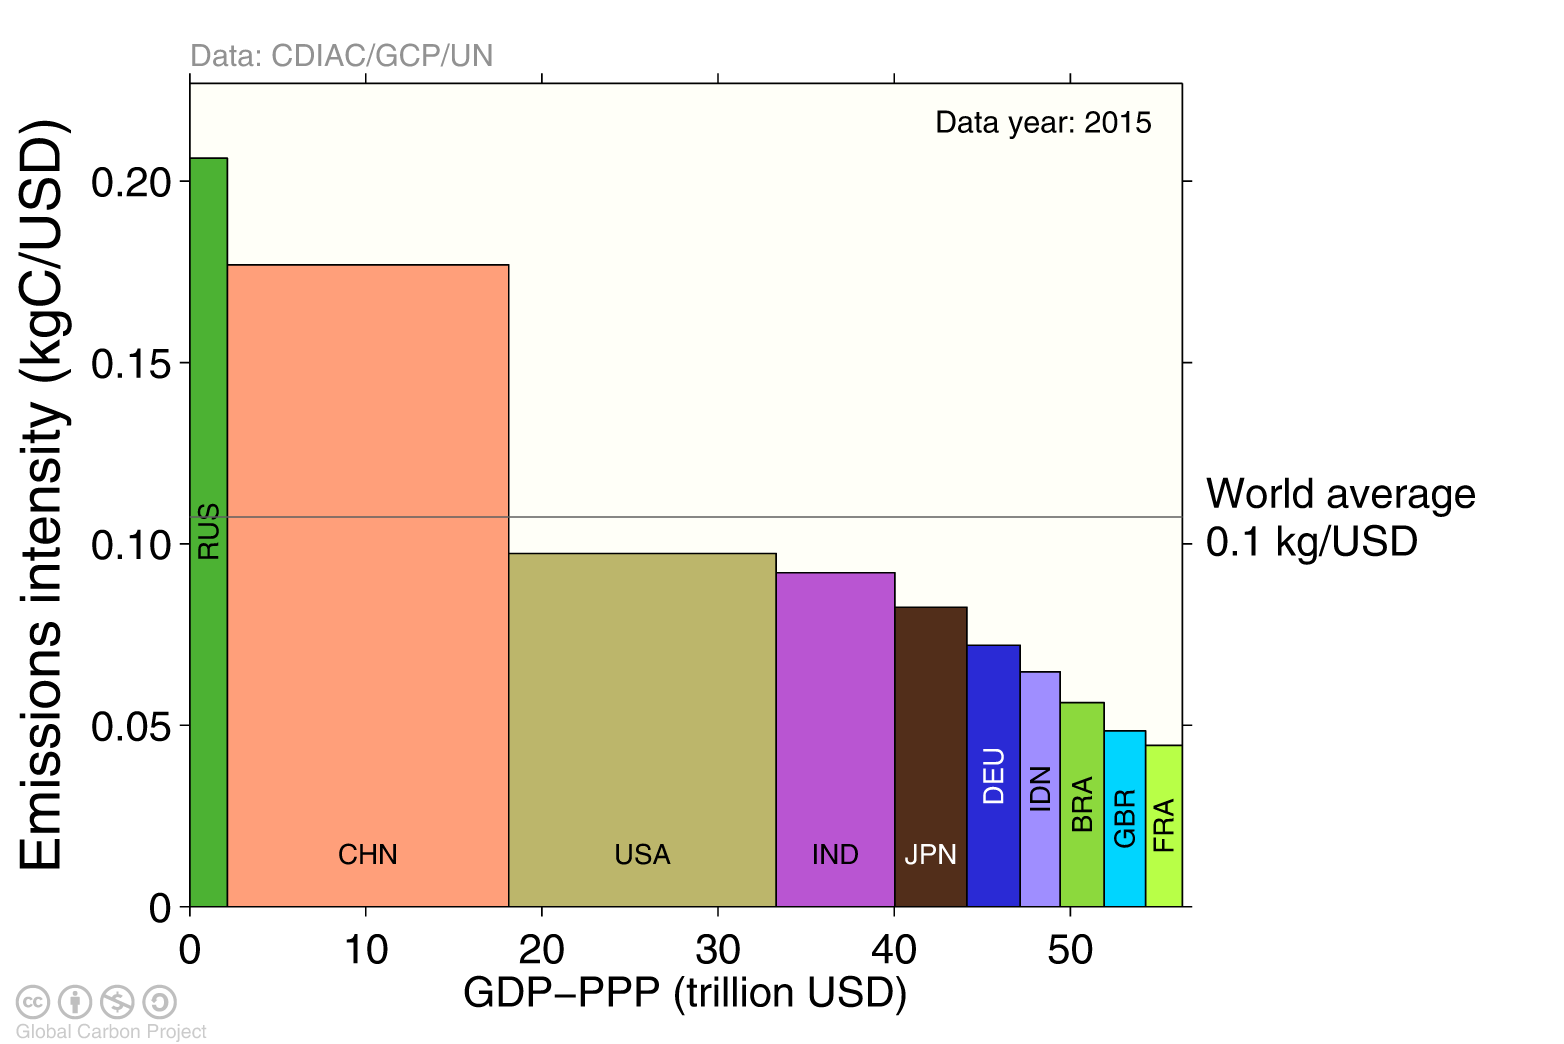 Data: CDIAC/GCP/UN
Data year: 2015
Emissions intensity (kgC/USD)
0.20
0.15
0.10
0.05
0
World average
0.1 kg/USD
RUS
CHN
USA
IND
JPN
DEU
IDN
BRA
GBR
FRA
0 10 20 30 40 50
GDP−PPP (trillion USD)
cc
Global Carbon Project